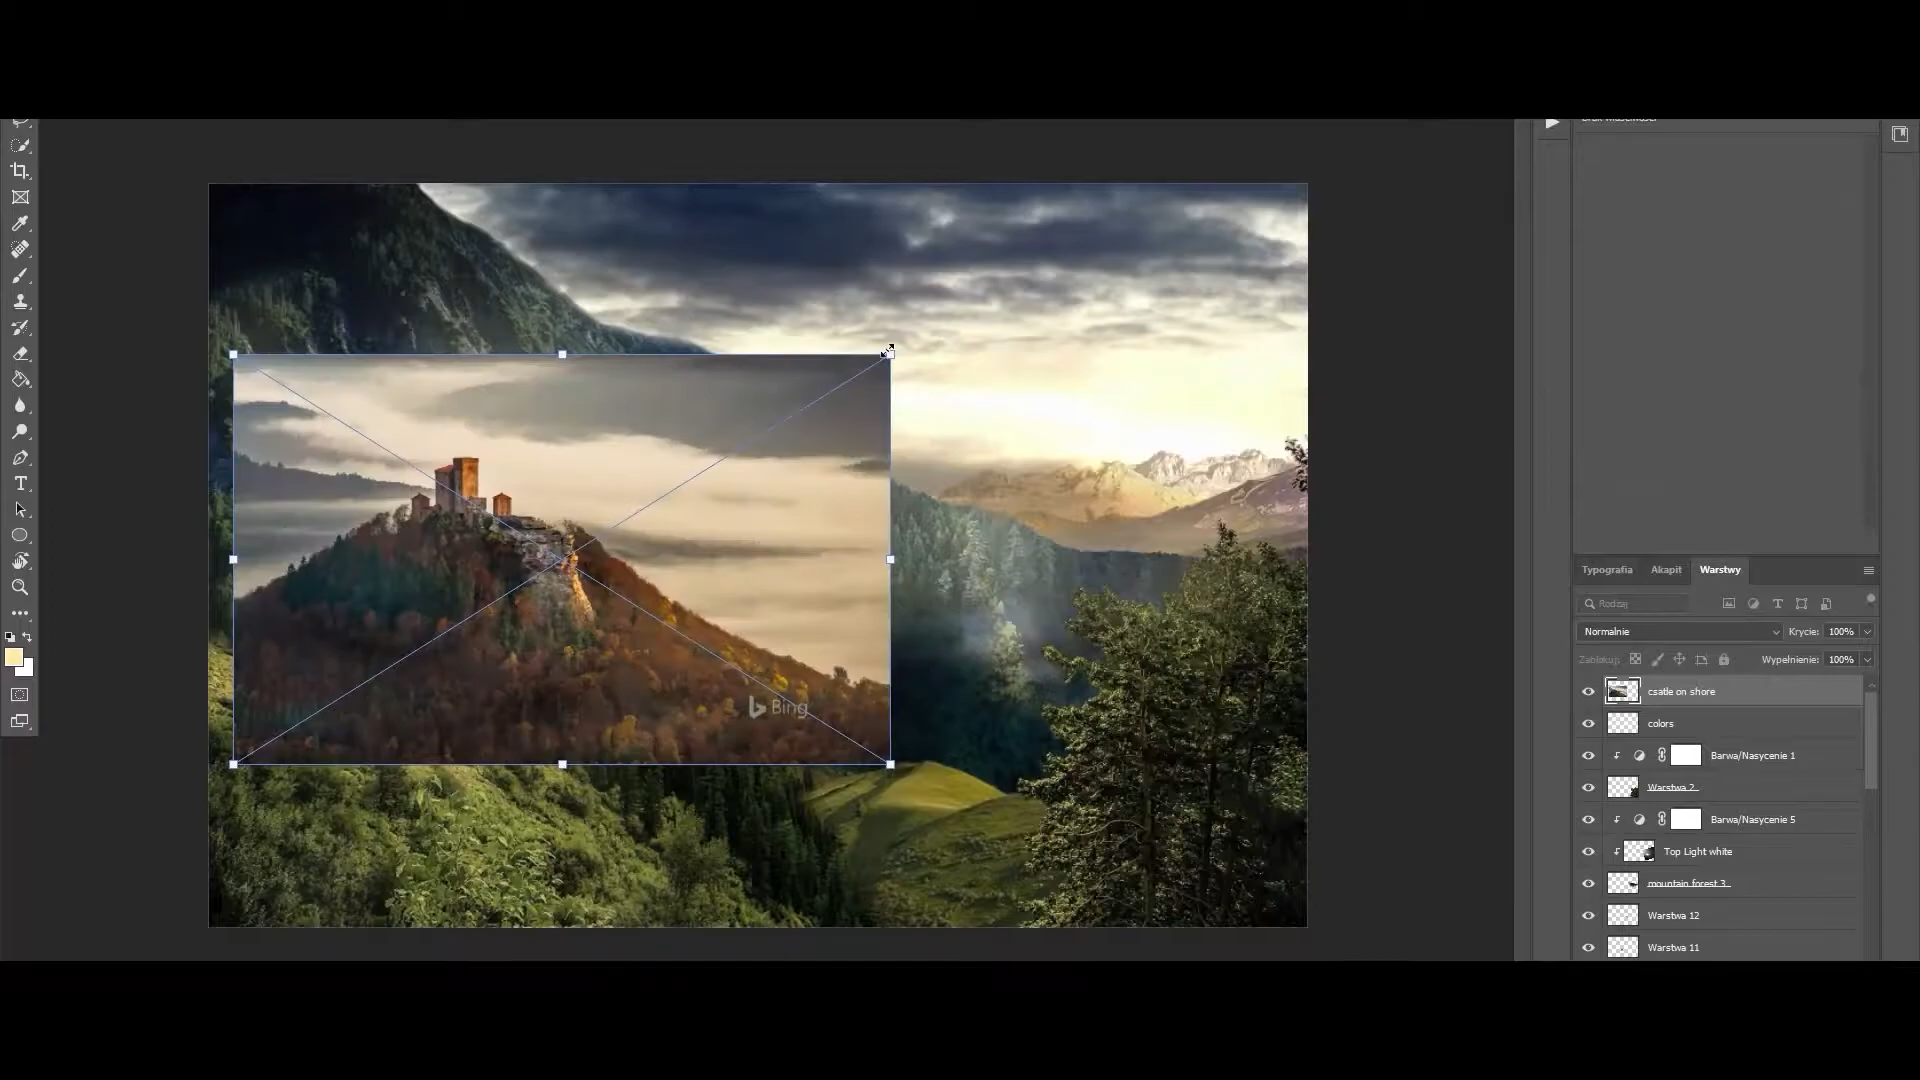 Typografia Akapit Warstwy
Rodzaj
Normalnie Krycie: 100%
Zablokuj: Wypełnienie: 100%
csatle on shore
colors
Barwa/Nasycenie 1
Warstwa 2
Barwa/Nasycenie 5
Top Light white
mountain forest 3
Warstwa 12
Warstwa 11
Bing